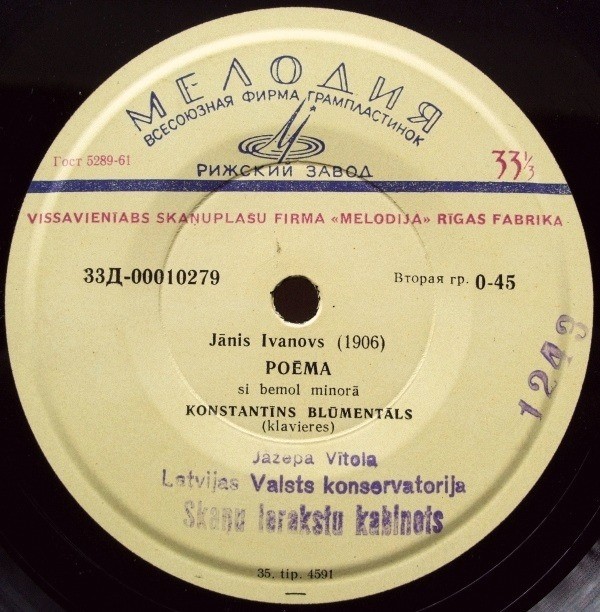 МЕЛОДИЯ
ВСЕСОЮЗНАЯ ФИРМА ГРАМПЛАСТИНОК
Гост 5289-61
РИЖСКИЙ ЗАВОД
33⅓
VISSAVIENĪBAS SKAŅUPLAŠU FIRMA «MELODIJA» RĪGAS FABRIKA
33Д-00010279
Вторая гр. 0-45
Jānis Ivanovs (1906)
POĒMA
si bemol minorā
KONSTANTĪNS BLŪMENTĀLS
(klavieres)
1243
Jāzepa Vītola
Latvijas Valsts konservatorija
Skaņu ierakstu kabinets
35. tip. 4591